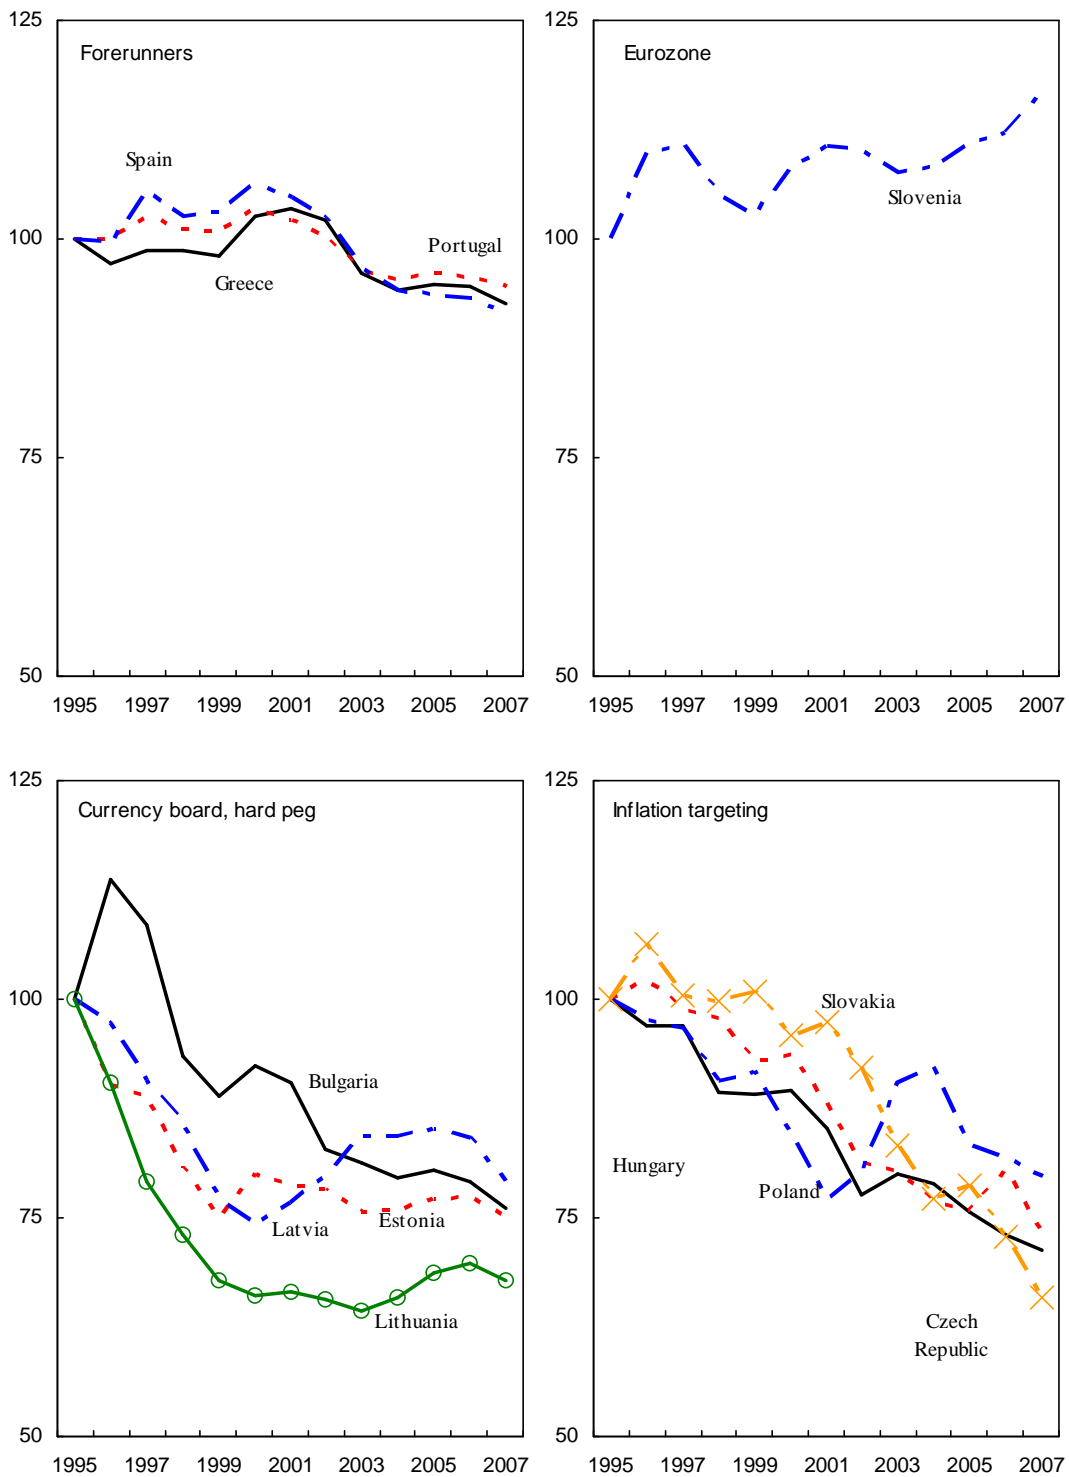 125
Forerunners
Spain
100
Portugal
Greece
75
50
1995 1997 1999 2001 2003 2005 2007
125
Eurozone
Slovenia
100
75
50
1995 1997 1999 2001 2003 2005 2007
125
Currency board, hard peg
100
Bulgaria
75
Latvia
Estonia
Lithuania
50
1995 1997 1999 2001 2003 2005 2007
125
Inflation targeting
100
Slovakia
Hungary
Poland
75
Czech
Republic
50
1995 1997 1999 2001 2003 2005 2007